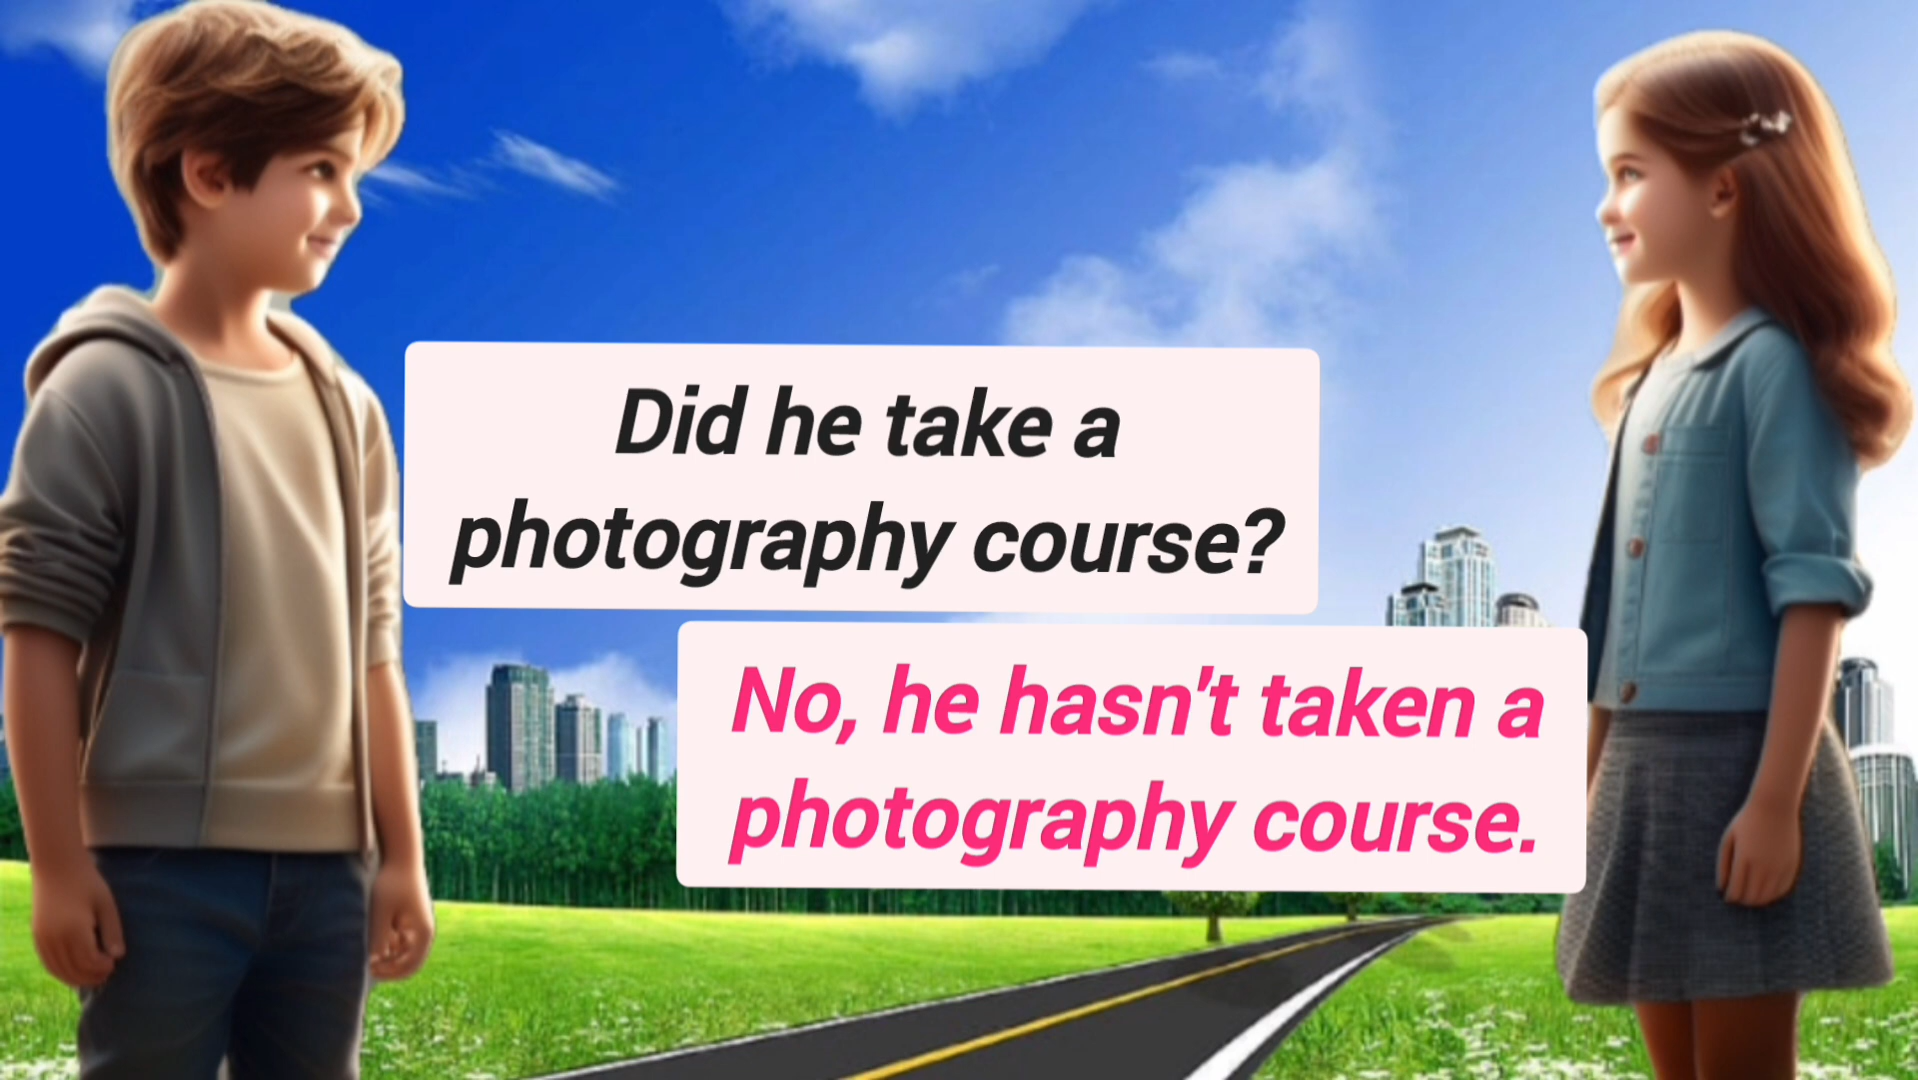 Did he take a
photography course?
No, he hasn't taken a
photography course.